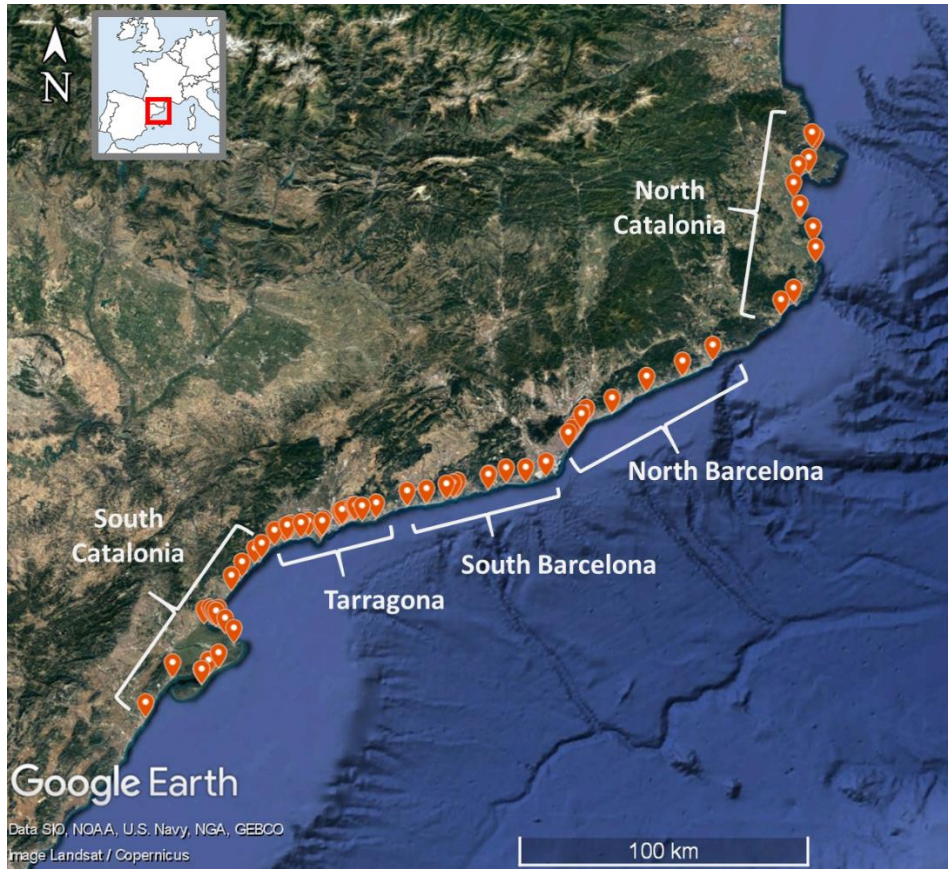 N
North
Catalonia
North Barcelona
South
Catalonia
South Barcelona
Tarragona
Google Earth
Data SIO, NOAA, U.S. Navy, NGA, GEBCO
Image Landsat / Copernicus
100 km